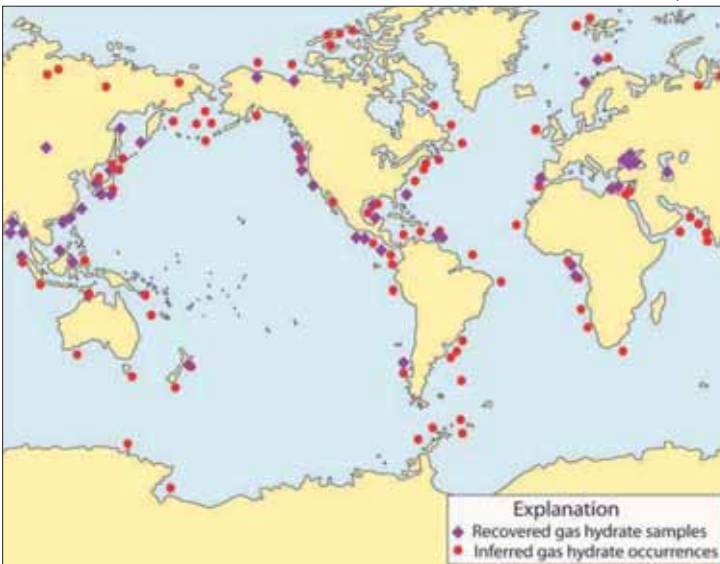 Explanation
Recovered gas hydrate samples
Inferred gas hydrate occurrences